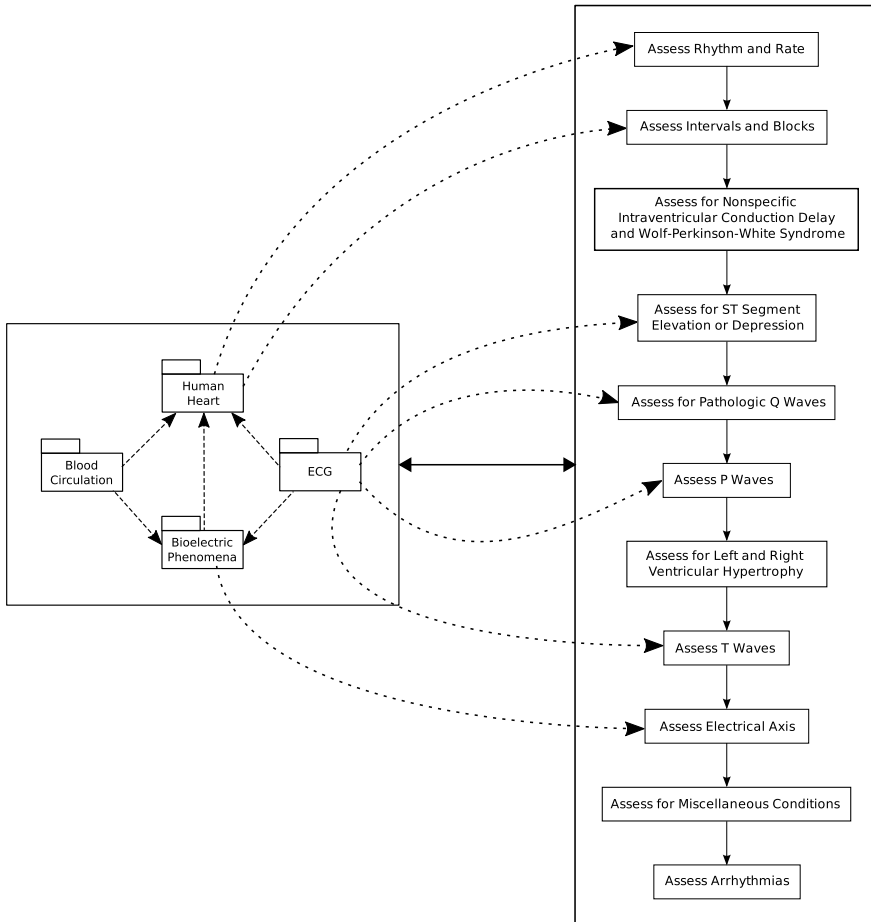 Human
Heart
Blood
Circulation
ECG
Bioelectric
Phenomena
Assess Rhythm and Rate
Assess Intervals and Blocks
Assess for Nonspecific
Intraventricular Conduction Delay
and Wolf-Perkinson-White Syndrome
Assess for ST Segment
Elevation or Depression
Assess for Pathologic Q Waves
Assess P Waves
Assess for Left and Right
Ventricular Hypertrophy
Assess T Waves
Assess Electrical Axis
Assess for Miscellaneous Conditions
Assess Arrhythmias